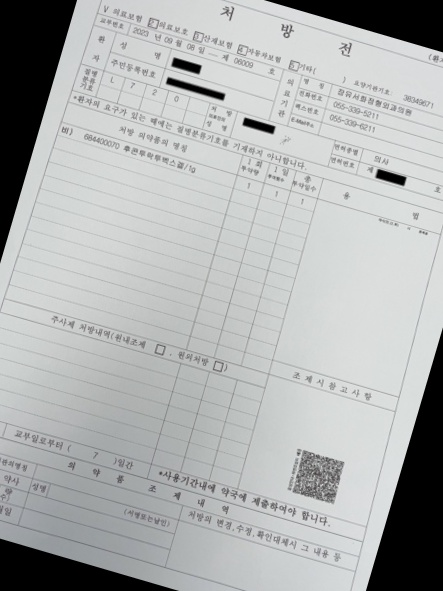 처 방 전
V 의료보험 2 의료보호 3 산재보험 4 자동차보험 5 기타( ) 요양기관기호: 38349671
교부번호 2023 년 09 월 08 일 — 제 06009 호
환 자
성 명
주민등록번호
의료기관
명 칭 장유서울정형외과의원
전화번호 055-339-5211
팩스번호 055-339-6211
E-Mail주소
질병분류기호 L 7 2 0
처 방 의료인의 성 명
면허종별 의사
면허번호 제 호
*환자의 요구가 있는 때에는 질병분류기호를 기재하지 아니합니다.
처방 의약품의 명칭
1회 투약량
1일 투여횟수
총 투약일수
용 법
비) 684400070 후콘투락투벡스겔/1g 1 1 1
주사제 처방내역(원내조제 □ , 원외처방 □)
조제시참고사항
교부일로부터 ( 7 )일간
*사용기간내에 약국에 제출하여야 합니다.
의 약 품 조 제 내 역
성명
(서명또는날인)
처방의 변경,수정,확인대체시 그 내용 등